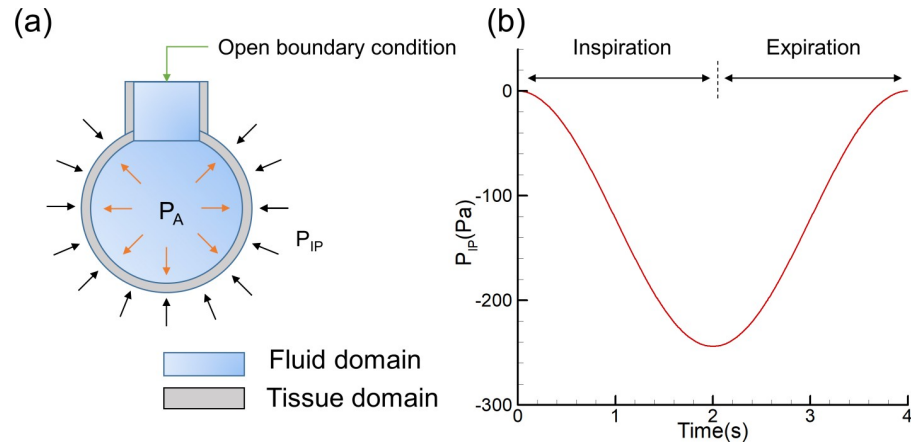 (a)
Open boundary condition
P_A
P_IP
Fluid domain
Tissue domain
(b)
Inspiration
Expiration
0
-100
-200
-300
P_IP(Pa)
0
1
2
3
4
Time(s)